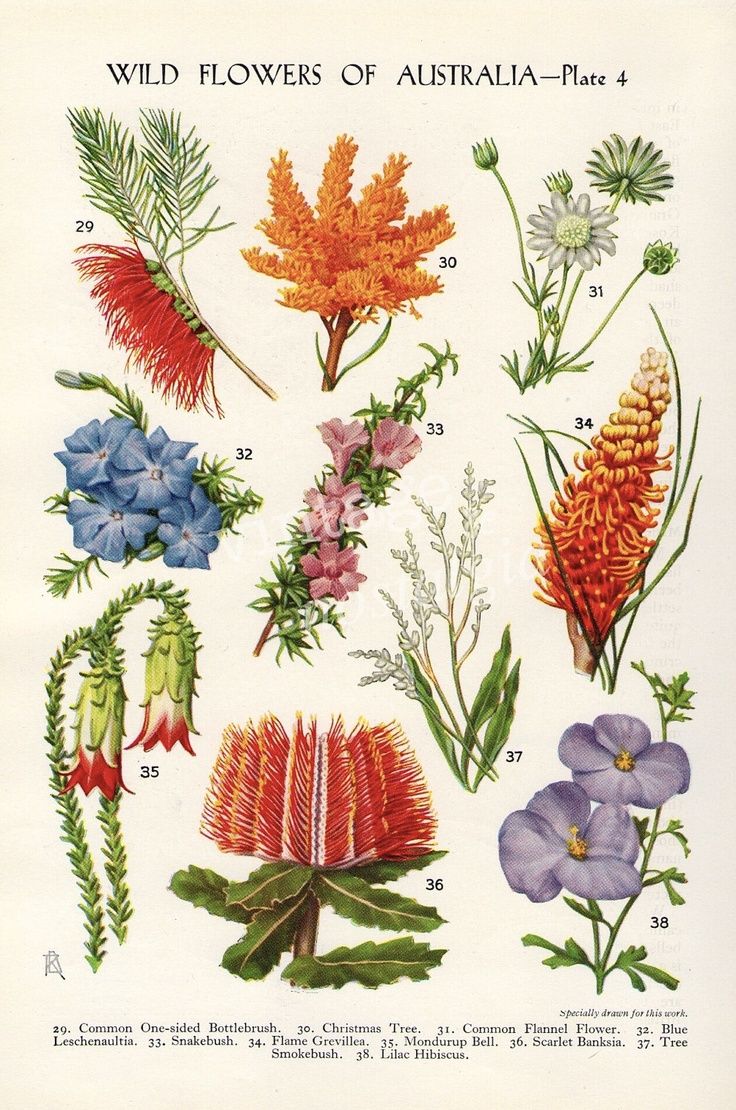 WILD FLOWERS OF AUSTRALIA—Plate 4
29
30
31
32
33
34
35
36
37
38
vintage
nostalgia
Specially drawn for this work.
29. Common One-sided Bottlebrush. 30. Christmas Tree. 31. Common Flannel Flower. 32. Blue
Leschenaultia. 33. Snakebush. 34. Flame Grevillea. 35. Mondurup Bell. 36. Scarlet Banksia. 37. Tree
Smokebush. 38. Lilac Hibiscus.